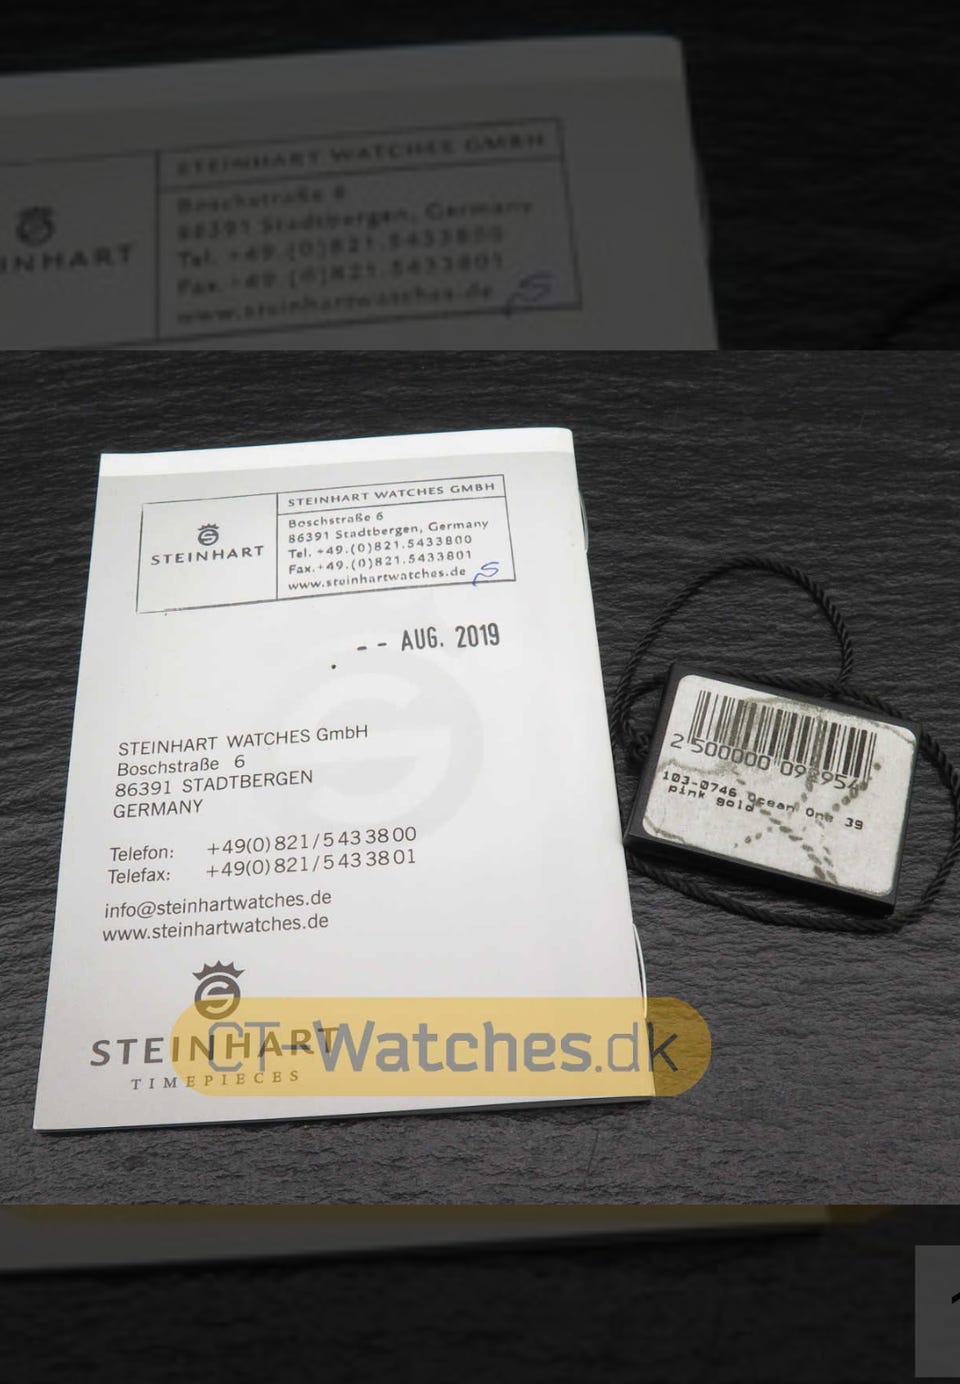 STEINHART WATCHES GMBH
Boschstraße 6
86391 Stadtbergen, Germany
Tel. +49.(0)821.5433800
Fax.+49.(0)821.5433801
www.steinhartwatches.de
INHART
STEINHART WATCHES GMBH
Boschstraße 6
86391 Stadtbergen, Germany
Tel. +49.(0)821.5433800
Fax.+49.(0)821.5433801
www.steinhartwatches.de
STEINHART
-- AUG. 2019
STEINHART WATCHES GmbH
Boschstraße 6
86391 STADTBERGEN
GERMANY
Telefon: +49(0)821/5433800
Telefax: +49(0)821/5433801
info@steinhartwatches.de
www.steinhartwatches.de
STEINHART
TIMEPIECES
CT-Watches.dk
2 500000
103-0746 Ocean One 39
pink gold